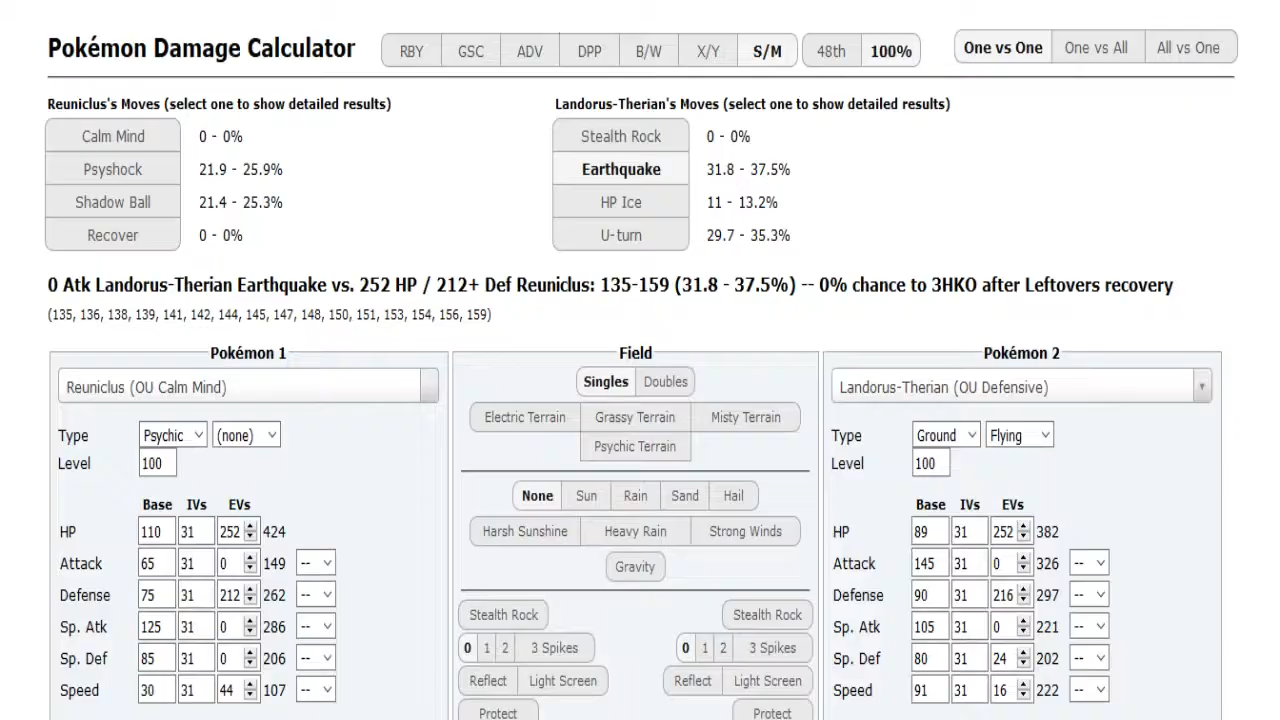 Pokémon Damage Calculator RBY GSC ADV DPP B/W X/Y S/M 48th 100% One vs One One vs All All vs One
Reuniclus's Moves (select one to show detailed results) Landorus-Therian's Moves (select one to show detailed results)
Calm Mind 0 - 0% Stealth Rock 0 - 0%
Psyshock 21.9 - 25.9% Earthquake 31.8 - 37.5%
Shadow Ball 21.4 - 25.3% HP Ice 11 - 13.2%
Recover 0 - 0% U-turn 29.7 - 35.3%
0 Atk Landorus-Therian Earthquake vs. 252 HP / 212+ Def Reuniclus: 135-159 (31.8 - 37.5%) -- 0% chance to 3HKO after Leftovers recovery
(135, 136, 138, 139, 141, 142, 144, 145, 147, 148, 150, 151, 153, 154, 156, 159)
Pokémon 1 Field Pokémon 2
Reuniclus (OU Calm Mind) Singles Doubles Landorus-Therian (OU Defensive)
Electric Terrain Grassy Terrain Misty Terrain
Type Psychic (none) Psychic Terrain Type Ground Flying
Level 100 Level 100
None Sun Rain Sand Hail
Base IVs EVs Base IVs EVs
HP 110 31 252 424 Harsh Sunshine Heavy Rain Strong Winds HP 89 31 252 382
Attack 65 31 0 149 -- Gravity Attack 145 31 0 326 --
Defense 75 31 212 262 -- Defense 90 31 216 297 --
Stealth Rock Stealth Rock
Sp. Atk 125 31 0 286 -- Sp. Atk 105 31 0 221 --
0 1 2 3 Spikes 0 1 2 3 Spikes
Sp. Def 85 31 0 206 -- Sp. Def 80 31 24 202 --
Reflect Light Screen Reflect Light Screen
Speed 30 31 44 107 -- Speed 91 31 16 222 --
Protect Protect